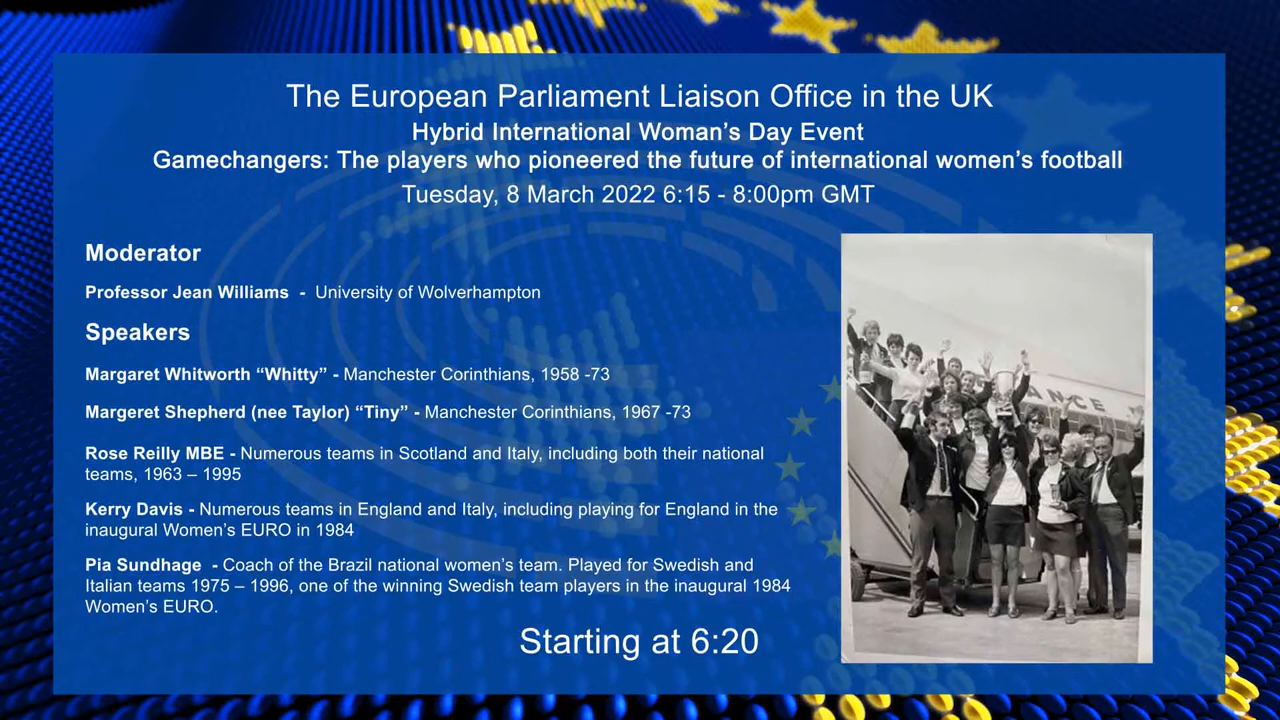 The European Parliament Liaison Office in the UK
Hybrid International Woman’s Day Event
Gamechangers: The players who pioneered the future of international women’s football
Tuesday, 8 March 2022 6:15 - 8:00pm GMT
Moderator
Professor Jean Williams - University of Wolverhampton
Speakers
Margaret Whitworth “Whitty” - Manchester Corinthians, 1958 -73
Margeret Shepherd (nee Taylor) “Tiny” - Manchester Corinthians, 1967 -73
Rose Reilly MBE - Numerous teams in Scotland and Italy, including both their national
teams, 1963 – 1995
Kerry Davis - Numerous teams in England and Italy, including playing for England in the
inaugural Women’s EURO in 1984
Pia Sundhage - Coach of the Brazil national women’s team. Played for Swedish and
Italian teams 1975 – 1996, one of the winning Swedish team players in the inaugural 1984
Women’s EURO.
Starting at 6:20